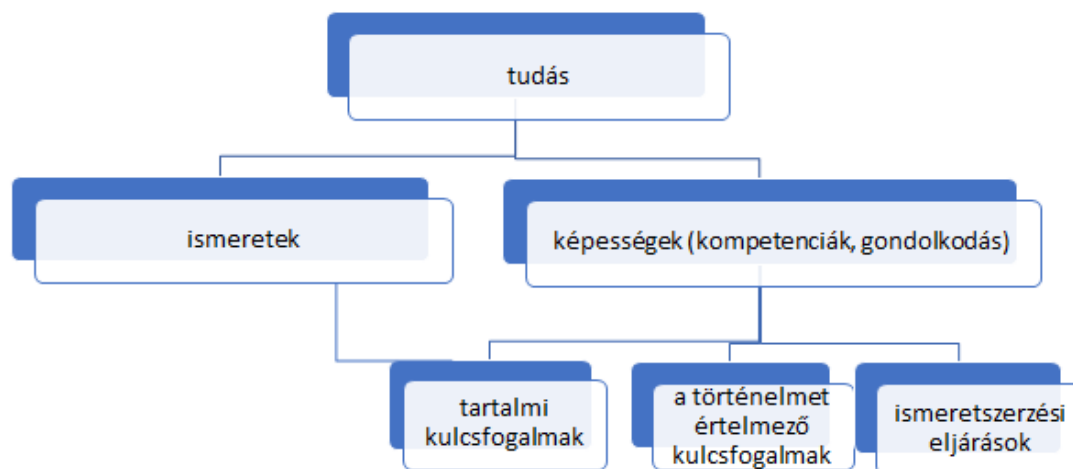 tudás
ismeretek
képességek (kompetenciák, gondolkodás)
tartalmi
kulcsfogalmak
a történelmet
értelmező
kulcsfogalmak
ismeretszerzési
eljárások